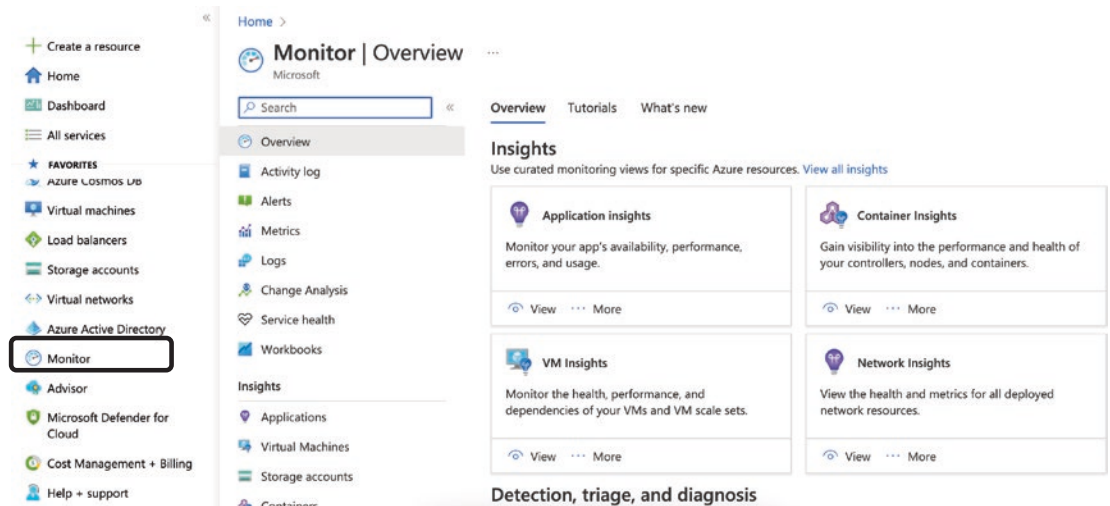 «
Create a resource
Home
Dashboard
All services
FAVORITES
Azure Cosmos DB
Virtual machines
Load balancers
Storage accounts
Virtual networks
Azure Active Directory
Monitor
Advisor
Microsoft Defender for
Cloud
Cost Management + Billing
Help + support
Home >
Monitor | Overview ...
Microsoft
Search
«
Overview
Activity log
Alerts
Metrics
Logs
Change Analysis
Service health
Workbooks
Insights
Applications
Virtual Machines
Storage accounts
Containers
Overview Tutorials What's new
Insights
Use curated monitoring views for specific Azure resources. View all insights
Application insights
Monitor your app's availability, performance,
errors, and usage.
View ... More
Container Insights
Gain visibility into the performance and health of
your controllers, nodes, and containers.
View ... More
VM Insights
Monitor the health, performance, and
dependencies of your VMs and VM scale sets.
View ... More
Network Insights
View the health and metrics for all deployed
network resources.
View ... More
Detection, triage, and diagnosis